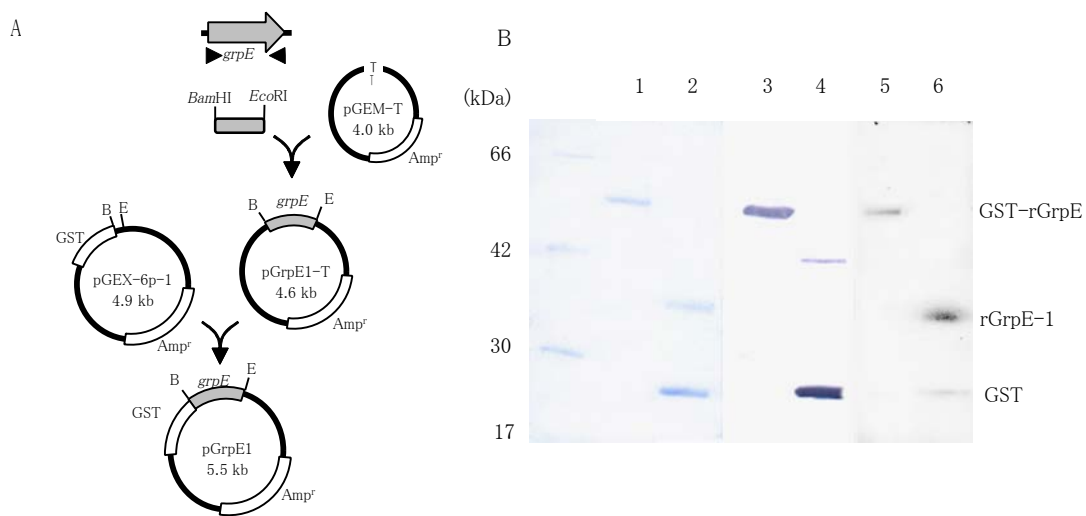 A
grpE
BamHI
EcoRI
T
↑
pGEM-T
4.0 kb
Ampʳ
B E
GST
pGEX-6p-1
4.9 kb
Ampʳ
B
grpE
E
pGrpE1-T
4.6 kb
Ampʳ
B
grpE
E
GST
pGrpE1
5.5 kb
Ampʳ
B
1 2 3 4 5 6
(kDa)
66
42
30
17
GST-rGrpE
rGrpE-1
GST